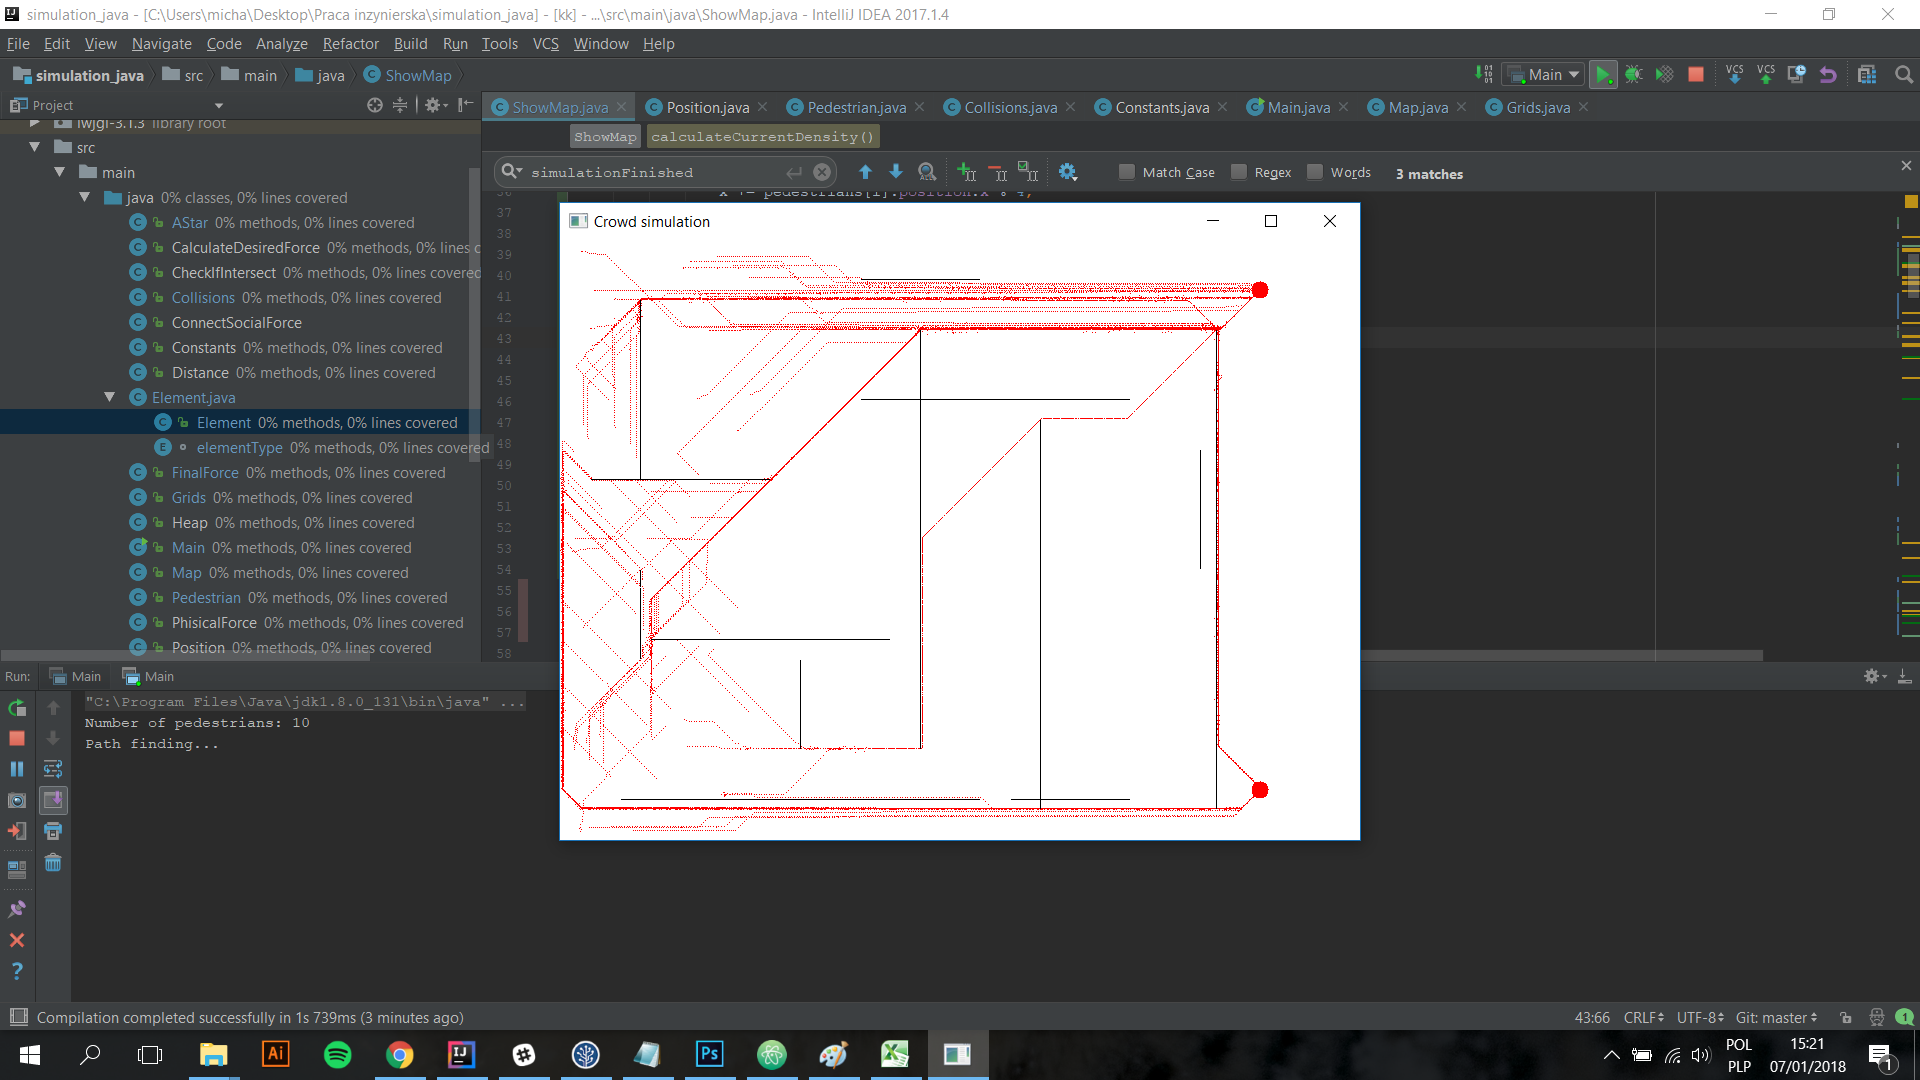 simulation_java - [C:\Users\micha\Desktop\Praca inzynierska\simulation_java] - [kk] - ...\src\main\java\ShowMap.java - IntelliJ IDEA 2017.1.4
File Edit View Navigate Code Analyze Refactor Build Run Tools VCS Window Help
simulation_java src main java ShowMap
Main
VCS VCS
Project
ShowMap.java Position.java Pedestrian.java Collisions.java Constants.java Main.java Map.java Grids.java
lwjgl-3.1.3 library root
ShowMap calculateCurrentDensity()
src
simulationFinished
Match Case Regex Words 3 matches
main
java 0% classes, 0% lines covered
AStar 0% methods, 0% lines covered
CalculateDesiredForce 0% methods, 0% lines c
CheckIfIntersect 0% methods, 0% lines covered
Collisions 0% methods, 0% lines covered
ConnectSocialForce
Constants 0% methods, 0% lines covered
Distance 0% methods, 0% lines covered
Element.java
Element 0% methods, 0% lines covered
elementType 0% methods, 0% lines covered
FinalForce 0% methods, 0% lines covered
Grids 0% methods, 0% lines covered
Heap 0% methods, 0% lines covered
Main 0% methods, 0% lines covered
Map 0% methods, 0% lines covered
Pedestrian 0% methods, 0% lines covered
PhisicalForce 0% methods, 0% lines covered
Position 0% methods, 0% lines covered
37
38
39
40
41
42
43
44
45
46
47
48
49
50
51
52
53
54
55
56
57
58
Crowd simulation
Run: Main Main
"C:\Program Files\Java\jdk1.8.0_131\bin\java" ...
Number of pedestrians: 10
Path finding...
Compilation completed successfully in 1s 739ms (3 minutes ago)
43:66 CRLF UTF-8 Git: master 1
Ai
Ps
POL
PLP
15:21
07/01/2018
1